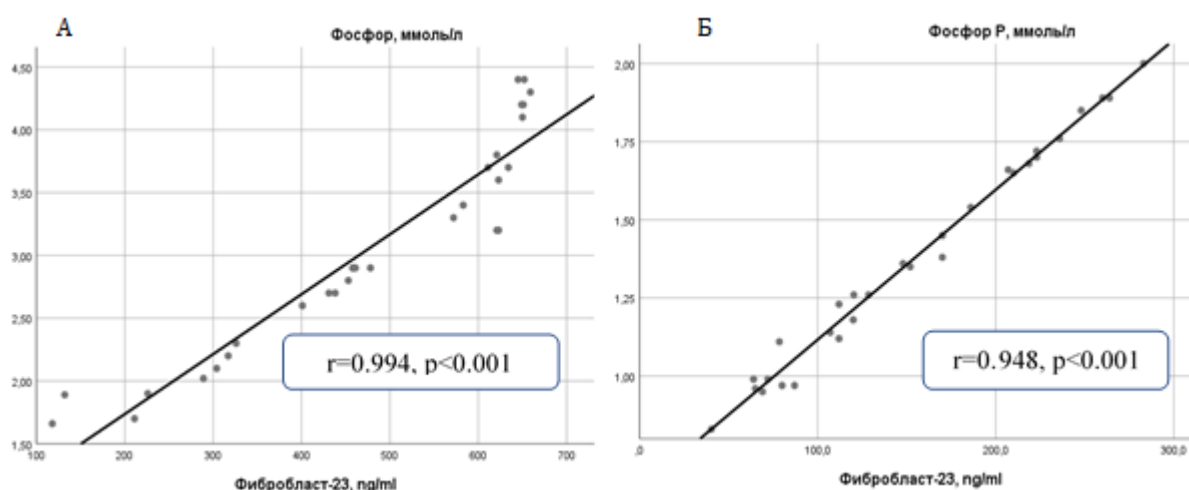 А
Фосфор, ммоль/л
4,50
4,00
3,50
3,00
2,50
2,00
1,50
r=0.994, p<0.001
100 200 300 400 500 600 700
Фибробласт-23, ng/ml
Б
Фосфор Р, ммоль/л
2,00
1,75
1,50
1,25
1,00
r=0.948, p<0.001
,0 100,0 200,0 300,0
Фибробласт-23, ng/ml